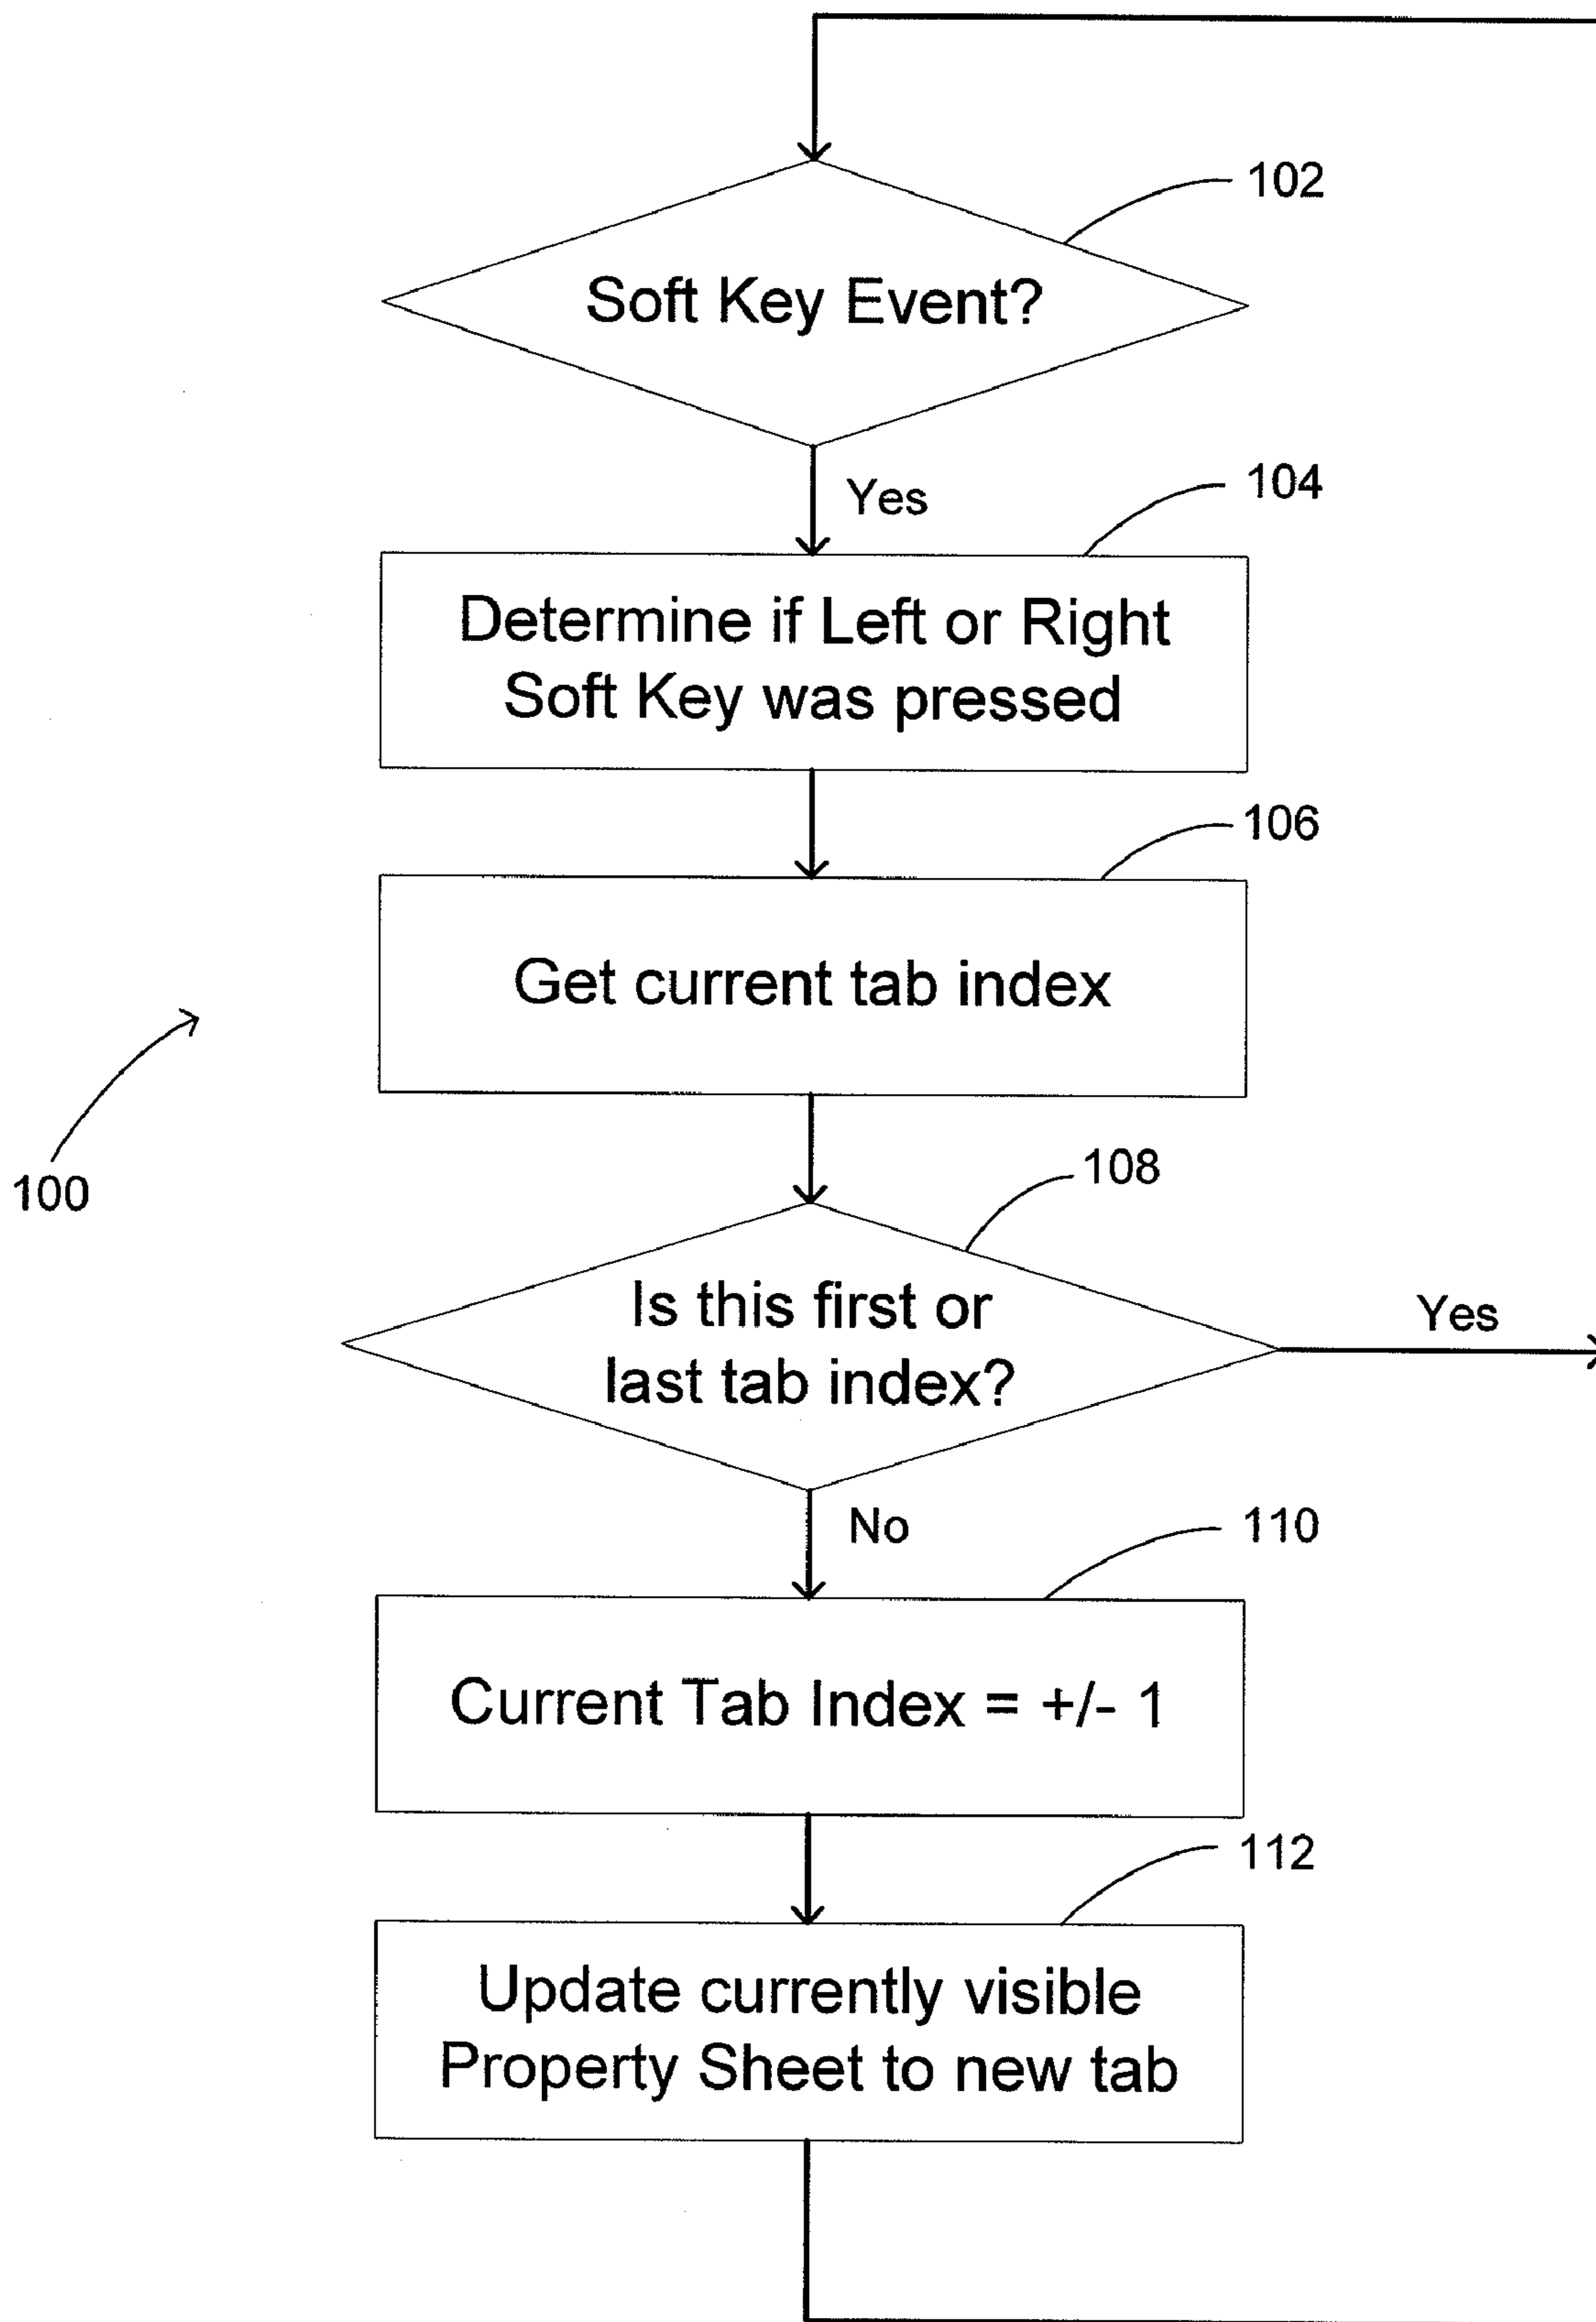 102
Soft Key Event?
Yes
104
Determine if Left or Right
Soft Key was pressed
106
Get current tab index
100
108
Is this first or
last tab index?
Yes
No
110
Current Tab Index = +/- 1
112
Update currently visible
Property Sheet to new tab